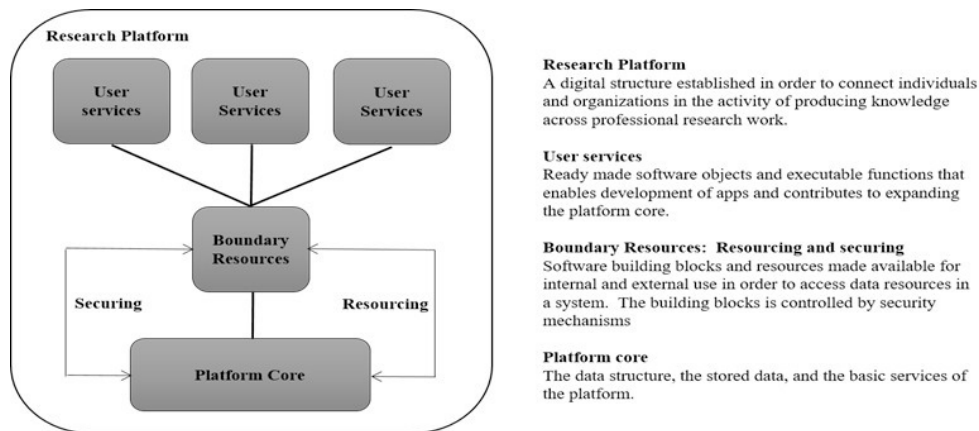 Research Platform
User
services
User
Services
User
Services
Boundary
Resources
Securing
Resourcing
Platform Core
Research Platform
A digital structure established in order to connect individuals
and organizations in the activity of producing knowledge
across professional research work.
User services
Ready made software objects and executable functions that
enables development of apps and contributes to expanding
the platform core.
Boundary Resources:  Resourcing and securing
Software building blocks and resources made available for
internal and external use in order to access data resources in
a system.  The building blocks is controlled by security
mechanisms
Platform core
The data structure, the stored data, and the basic services of
the platform.